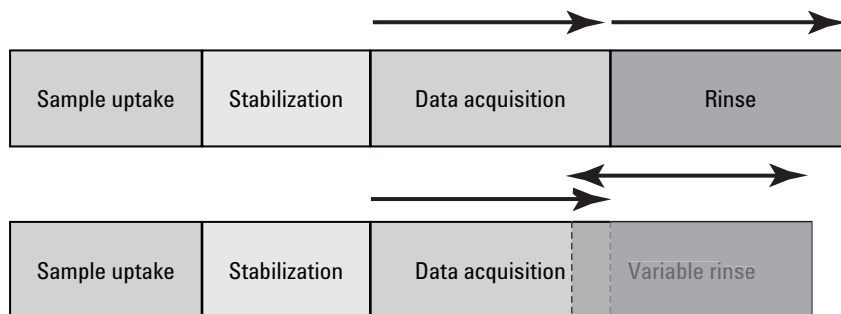 Sample uptake
Stabilization
Data acquisition
Rinse
Sample uptake
Stabilization
Data acquisition
Variable rinse